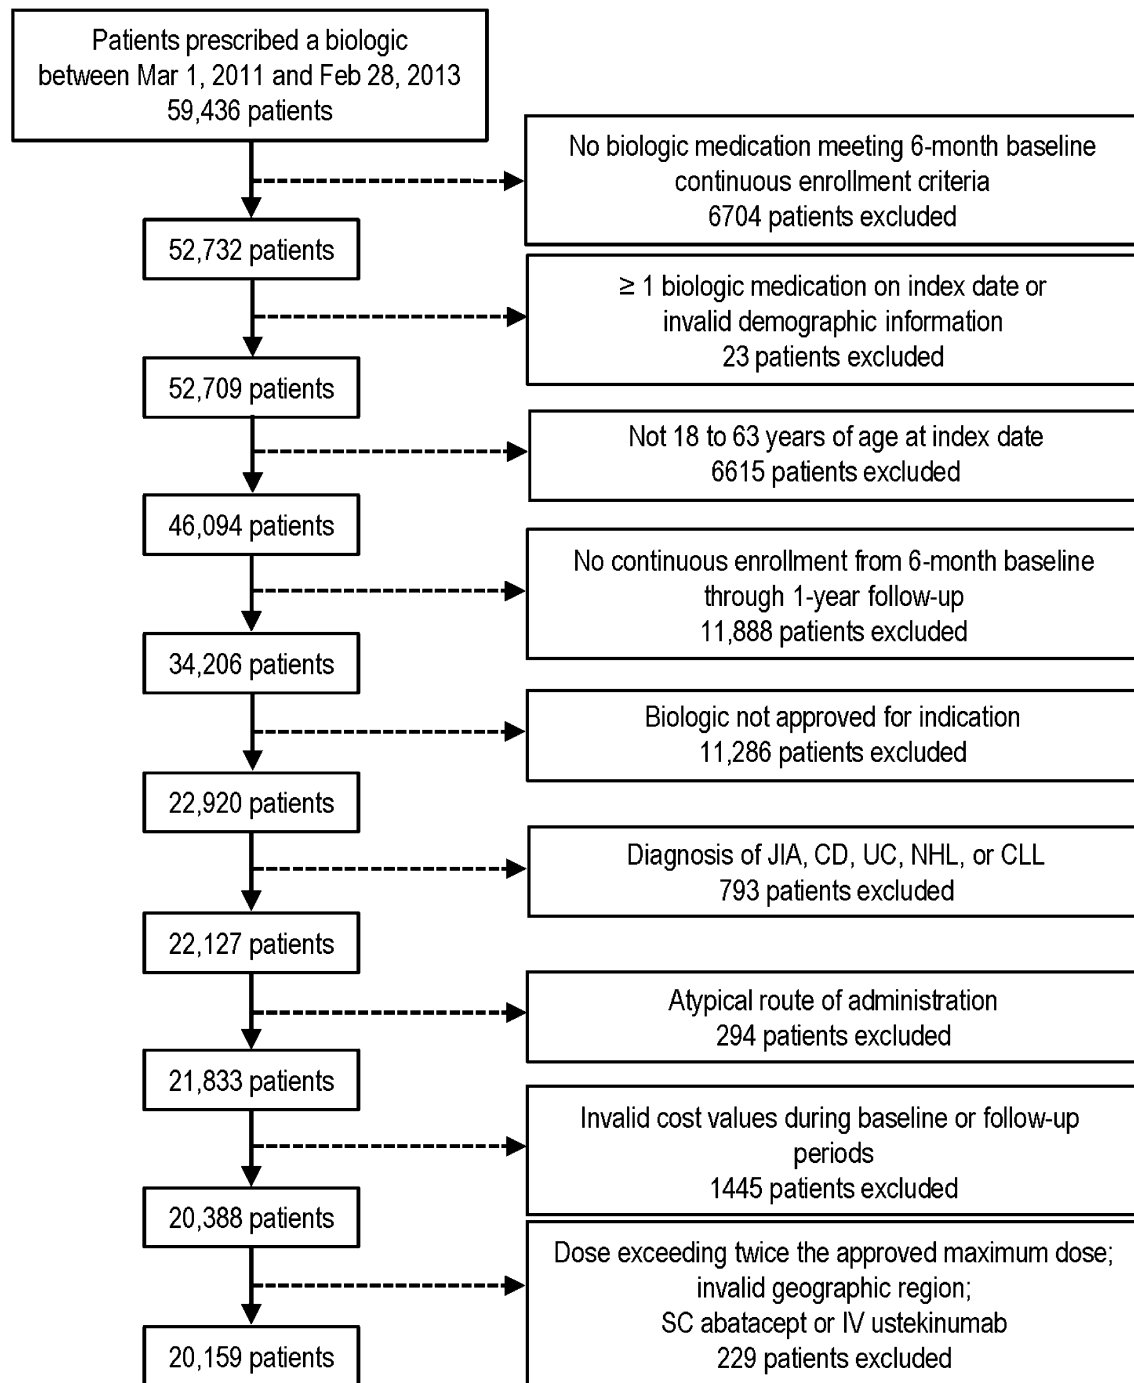 Patients prescribed a biologic
between Mar 1, 2011 and Feb 28, 2013
59,436 patients
No biologic medication meeting 6-month baseline
continuous enrollment criteria
6704 patients excluded
52,732 patients
≥ 1 biologic medication on index date or
invalid demographic information
23 patients excluded
52,709 patients
Not 18 to 63 years of age at index date
6615 patients excluded
46,094 patients
No continuous enrollment from 6-month baseline
through 1-year follow-up
11,888 patients excluded
34,206 patients
Biologic not approved for indication
11,286 patients excluded
22,920 patients
Diagnosis of JIA, CD, UC, NHL, or CLL
793 patients excluded
22,127 patients
Atypical route of administration
294 patients excluded
21,833 patients
Invalid cost values during baseline or follow-up
periods
1445 patients excluded
20,388 patients
Dose exceeding twice the approved maximum dose;
invalid geographic region;
SC abatacept or IV ustekinumab
229 patients excluded
20,159 patients